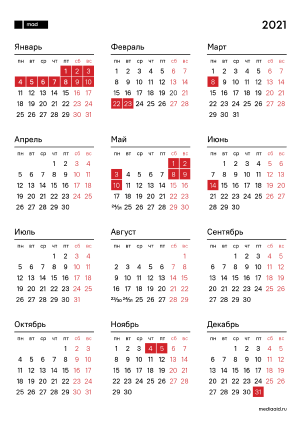 mad
2021
Январь
пн вт ср чт пт сб вс
1 2 3
4 5 6 7 8 9 10
11 12 13 14 15 16 17
18 19 20 21 22 23 24
25 26 27 28 29 30 31
Февраль
пн вт ср чт пт сб вс
1 2 3 4 5 6 7
8 9 10 11 12 13 14
15 16 17 18 19 20 21
22 23 24 25 26 27 28
Март
пн вт ср чт пт сб вс
1 2 3 4 5 6 7
8 9 10 11 12 13 14
15 16 17 18 19 20 21
22 23 24 25 26 27 28
29 30 31
Апрель
пн вт ср чт пт сб вс
1 2 3 4
5 6 7 8 9 10 11
12 13 14 15 16 17 18
19 20 21 22 23 24 25
26 27 28 29 30
Май
пн вт ср чт пт сб вс
1 2
3 4 5 6 7 8 9
10 11 12 13 14 15 16
17 18 19 20 21 22 23
24/31 25 26 27 28 29 30
Июнь
пн вт ср чт пт сб вс
1 2 3 4 5 6
7 8 9 10 11 12 13
14 15 16 17 18 19 20
21 22 23 24 25 26 27
28 29 30
Июль
пн вт ср чт пт сб вс
1 2 3 4
5 6 7 8 9 10 11
12 13 14 15 16 17 18
19 20 21 22 23 24 25
26 27 28 29 30 31
Август
пн вт ср чт пт сб вс
1
2 3 4 5 6 7 8
9 10 11 12 13 14 15
16 17 18 19 20 21 22
23/30 24/31 25 26 27 28 29
Сентябрь
пн вт ср чт пт сб вс
1 2 3 4 5
6 7 8 9 10 11 12
13 14 15 16 17 18 19
20 21 22 23 24 25 26
27 28 29 30
Октябрь
пн вт ср чт пт сб вс
1 2 3
4 5 6 7 8 9 10
11 12 13 14 15 16 17
18 19 20 21 22 23 24
25 26 27 28 29 30 31
Ноябрь
пн вт ср чт пт сб вс
1 2 3 4 5 6 7
8 9 10 11 12 13 14
15 16 17 18 19 20 21
22 23 24 25 26 27 28
29 30
Декабрь
пн вт ср чт пт сб вс
1 2 3 4 5
6 7 8 9 10 11 12
13 14 15 16 17 18 19
20 21 22 23 24 25 26
27 28 29 30 31
mediaaid.ru